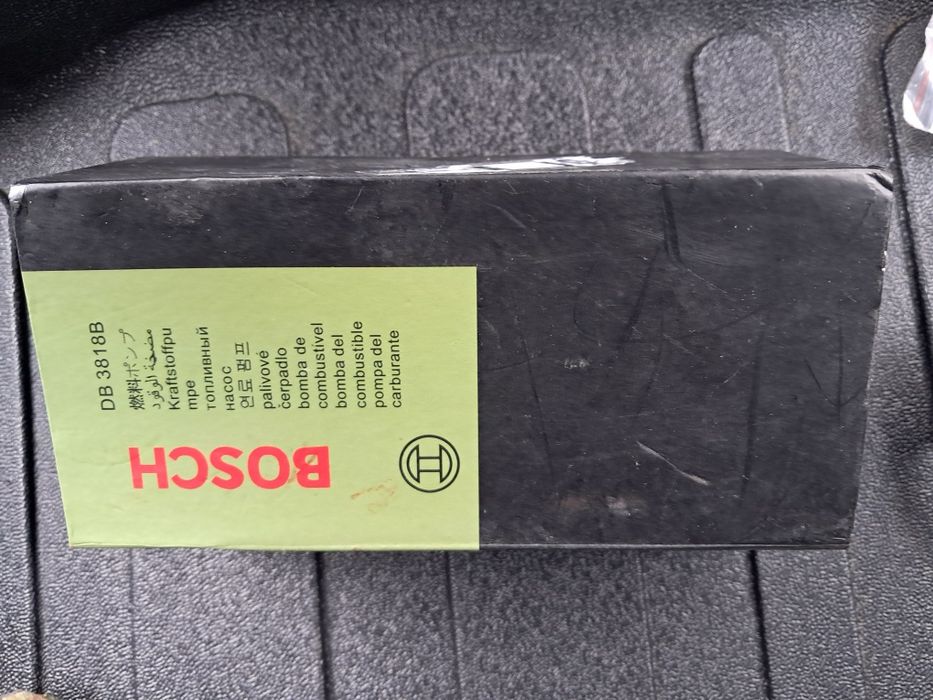 DB 3818B
燃料ポンプ
مضخة الوقود
Kraftstoffpu
mpe
топливный
насос
연료 펌프
palivové
čerpadlo
bomba de
combustível
bomba del
combustible
pompa del
carburante
BOSCH